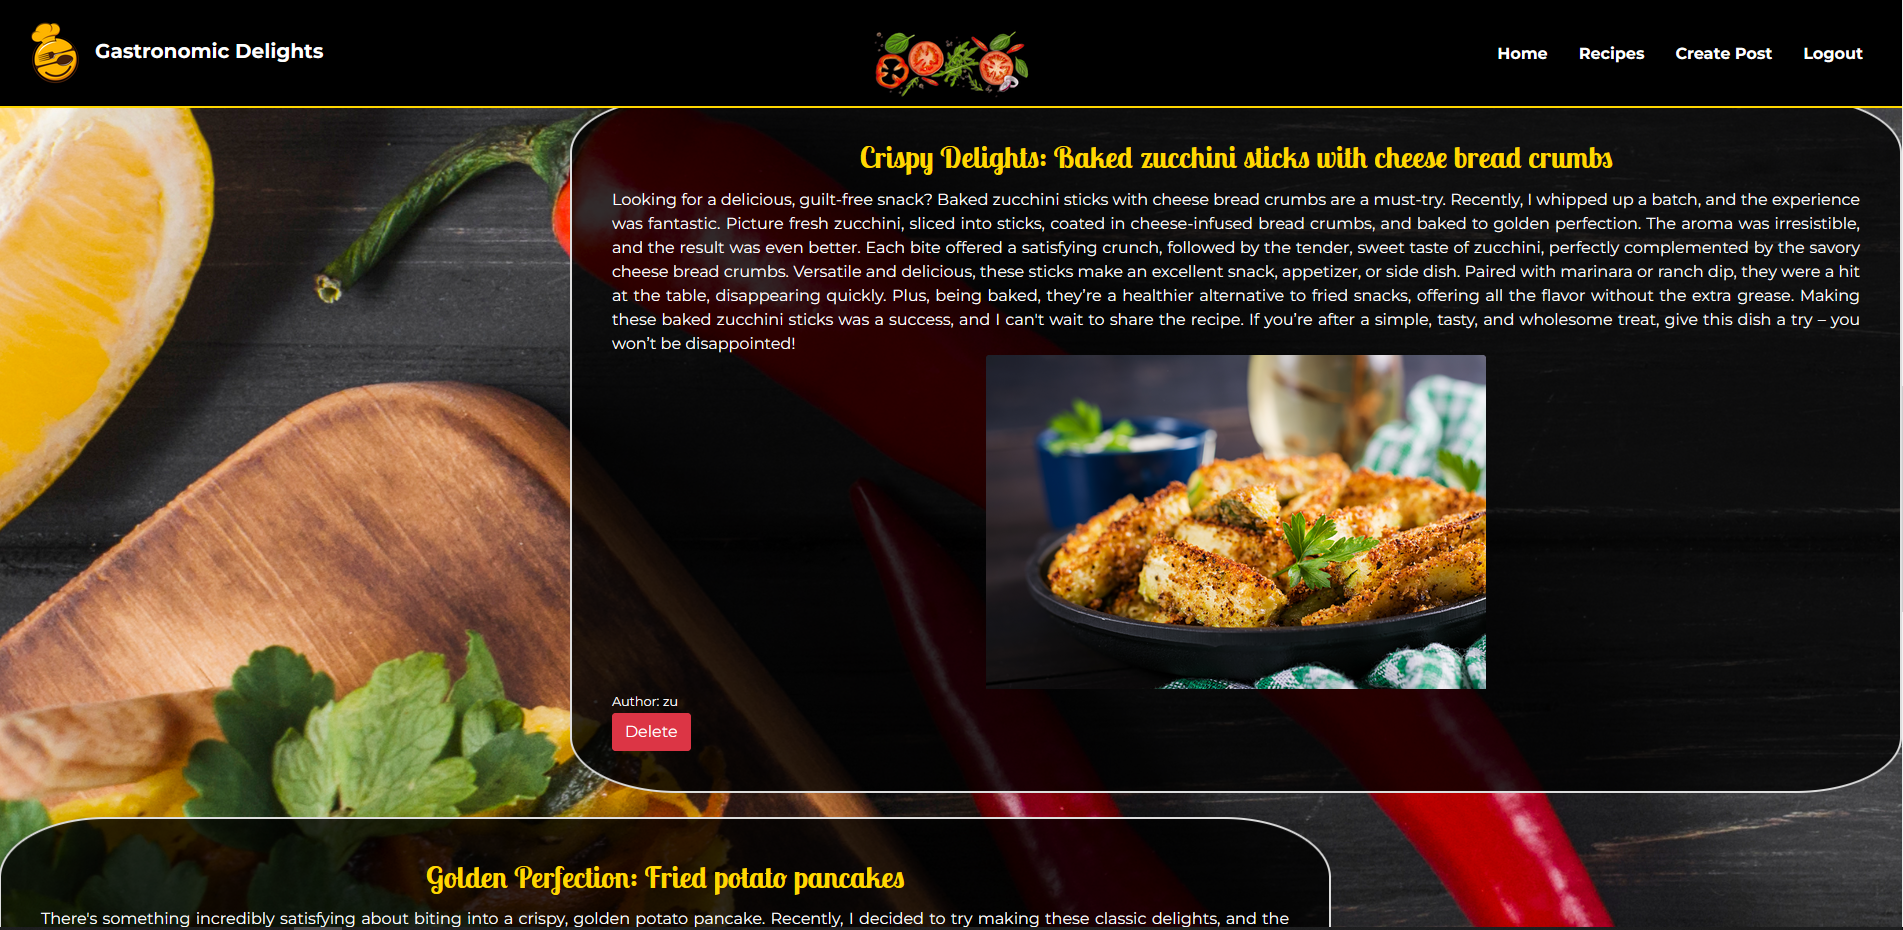 Gastronomic Delights
Home Recipes Create Post Logout
Crispy Delights: Baked zucchini sticks with cheese bread crumbs
Looking for a delicious, guilt-free snack? Baked zucchini sticks with cheese bread crumbs are a must-try. Recently, I whipped up a batch, and the experience
was fantastic. Picture fresh zucchini, sliced into sticks, coated in cheese-infused bread crumbs, and baked to golden perfection. The aroma was irresistible,
and the result was even better. Each bite offered a satisfying crunch, followed by the tender, sweet taste of zucchini, perfectly complemented by the savory
cheese bread crumbs. Versatile and delicious, these sticks make an excellent snack, appetizer, or side dish. Paired with marinara or ranch dip, they were a hit
at the table, disappearing quickly. Plus, being baked, they’re a healthier alternative to fried snacks, offering all the flavor without the extra grease. Making
these baked zucchini sticks was a success, and I can't wait to share the recipe. If you’re after a simple, tasty, and wholesome treat, give this dish a try – you
won’t be disappointed!
Author: zu
Delete
Golden Perfection: Fried potato pancakes
There's something incredibly satisfying about biting into a crispy, golden potato pancake. Recently, I decided to try making these classic delights, and the